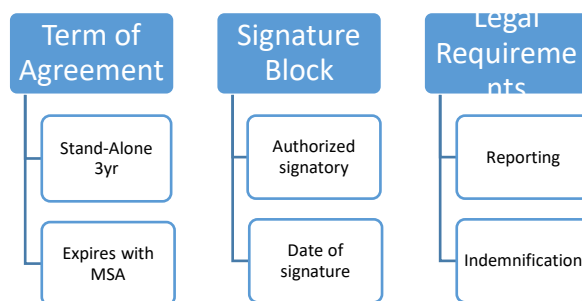 Term of
Agreement
Stand-Alone
3yr
Expires with
MSA
Signature
Block
Authorized
signatory
Date of
signature
Legal
Requireme
nts
Reporting
Indemnification